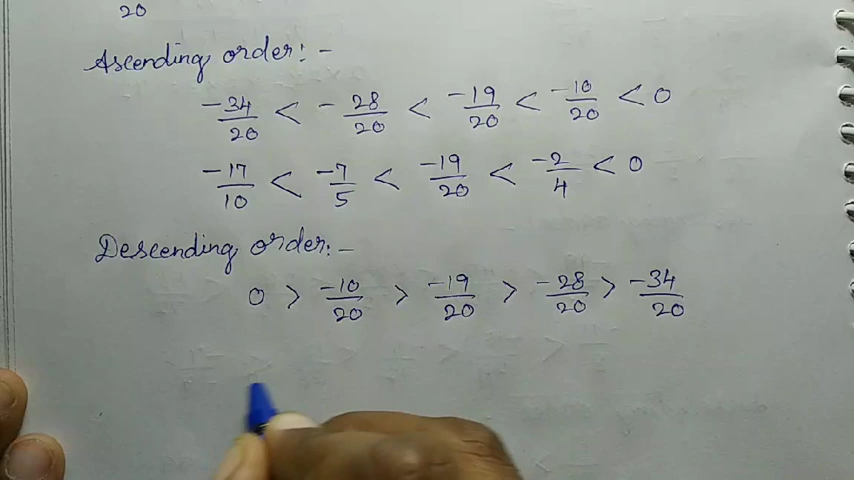 20
Ascending order:-
-34/20 < -28/20 < -19/20 < -10/20 < 0
-17/10 < -7/5 < -19/20 < -2/4 < 0
Descending order:-
0 > -10/20 > -19/20 > -28/20 > -34/20